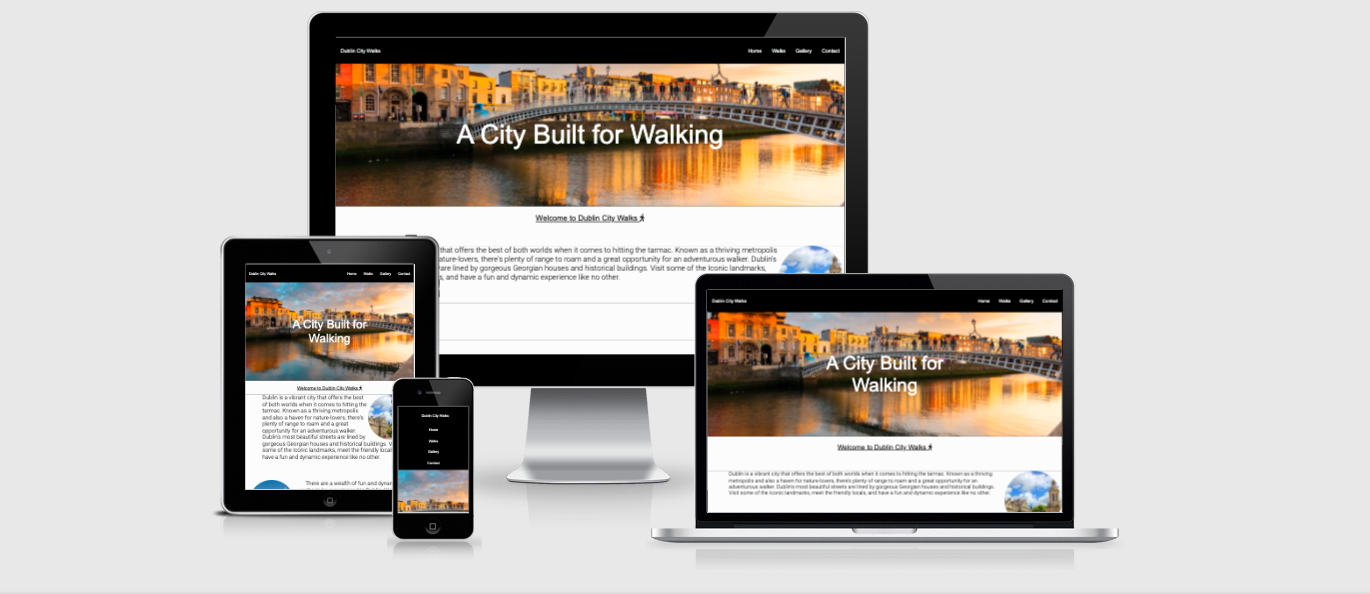 Dublin City Walks
Home Walks Gallery Contact
A City Built for Walking
Welcome to Dublin City Walks
that offers the best of both worlds when it comes to hitting the tarmac. Known as a thriving metropolis
ature-lovers, there's plenty of range to roam and a great opportunity for an adventurous walker. Dublin's
are lined by gorgeous Georgian houses and historical buildings. Visit some of the iconic landmarks,
s, and have a fun and dynamic experience like no other.
Dublin City Walks
Home Walks Gallery Contact
A City Built for
Walking
Welcome to Dublin City Walks
Dublin is a vibrant city that offers the best
of both worlds when it comes to hitting the
tarmac. Known as a thriving metropolis
and also a haven for nature-lovers, there's
plenty of range to roam and a great
opportunity for an adventurous walker.
Dublin's most beautiful streets are lined by
gorgeous Georgian houses and historical buildings. V
some of the iconic landmarks, meet the friendly local
have a fun and dynamic experience like no other.
There are a wealth of fun and dynam
Dublin City Walks
Home
Walks
Gallery
Contact
Dublin City Walks
Home Walks Gallery Contact
A City Built for
Walking
Welcome to Dublin City Walks
Dublin is a vibrant city that offers the best of both worlds when it comes to hitting the tarmac. Known as a thriving
metropolis and also a haven for nature-lovers, there's plenty of range to roam and a great opportunity for an
adventurous walker. Dublin's most beautiful streets are lined by gorgeous Georgian houses and historical buildings.
Visit some of the iconic landmarks, meet the friendly locals, and have a fun and dynamic experience like no other.